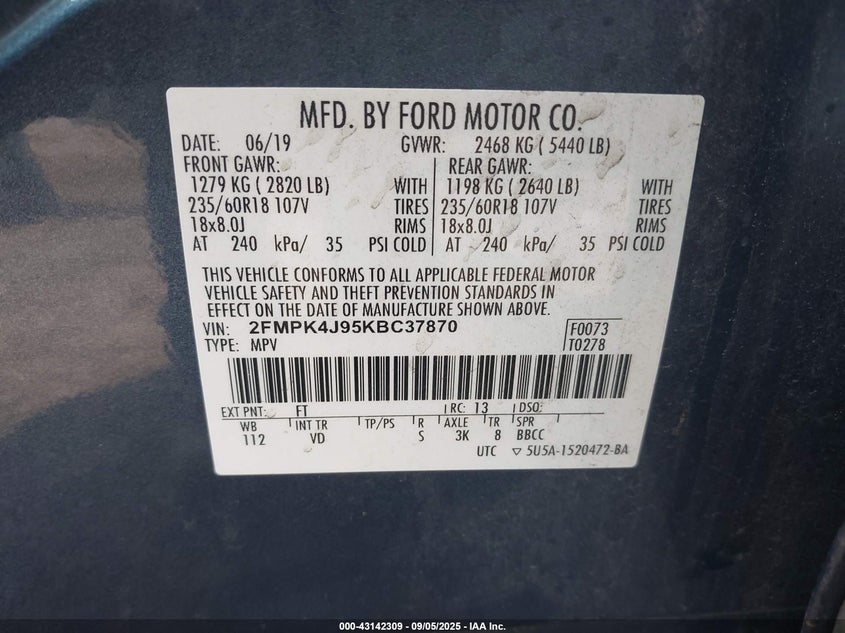 MFD. BY FORD MOTOR CO.
DATE: 06/19 GVWR: 2468 KG ( 5440 LB)
FRONT GAWR: REAR GAWR:
1279 KG ( 2820 LB) WITH 1198 KG ( 2640 LB) WITH
235/60R18 107V TIRES 235/60R18 107V TIRES
18x8.0J RIMS 18x8.0J RIMS
AT 240 kPa/ 35 PSI COLD AT 240 kPa/ 35 PSI COLD
THIS VEHICLE CONFORMS TO ALL APPLICABLE FEDERAL MOTOR
VEHICLE SAFETY AND THEFT PREVENTION STANDARDS IN
EFFECT ON THE DATE OF MANUFACTURE SHOWN ABOVE.
VIN: 2FMPK4J95KBC37870 F0073
TYPE: MPV T0278
EXT PNT: FT RC: 13 DSO:
WB INT TR TP/PS R AXLE TR SPR
112 VD S 3K 8 BBCC
UTC ▽ 5U5A-1520472-BA
000-43142309 - 09/05/2025 - IAA Inc.